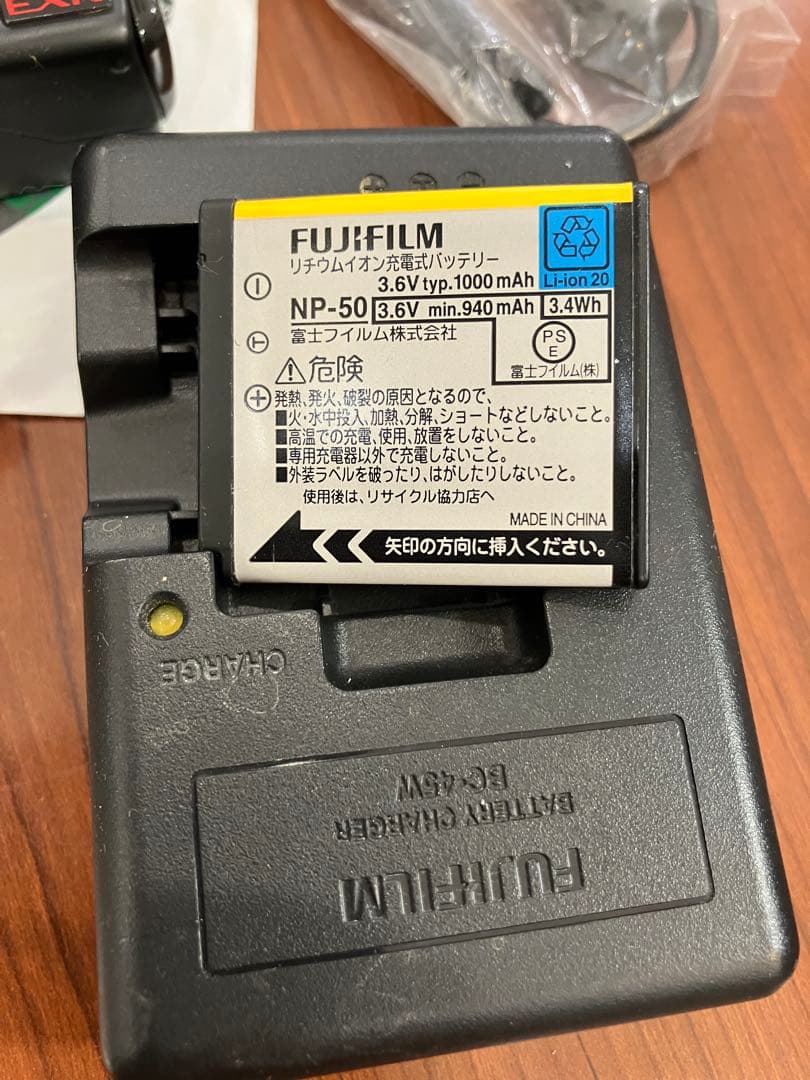 EXR
FUJIFILM
リチウムイオン充電式バッテリー
3.6V typ.1000 mAh
Li-ion 20
NP-50 3.6V min.940 mAh 3.4Wh
富士フイルム株式会社
PS
E
富士フイルム(株)
⚠危険
発熱、発火、破裂の原因となるので、
■火・水中投入、加熱、分解、ショートなどしないこと。
■高温での充電、使用、放置をしないこと。
■専用充電器以外で充電しないこと。
■外装ラベルを破ったり、はがしたりしないこと。
使用後は、リサイクル協力店へ
MADE IN CHINA
矢印の方向に挿入ください。
CHARGE
FUJIFILM
BATTERY CHARGER
BC-45W